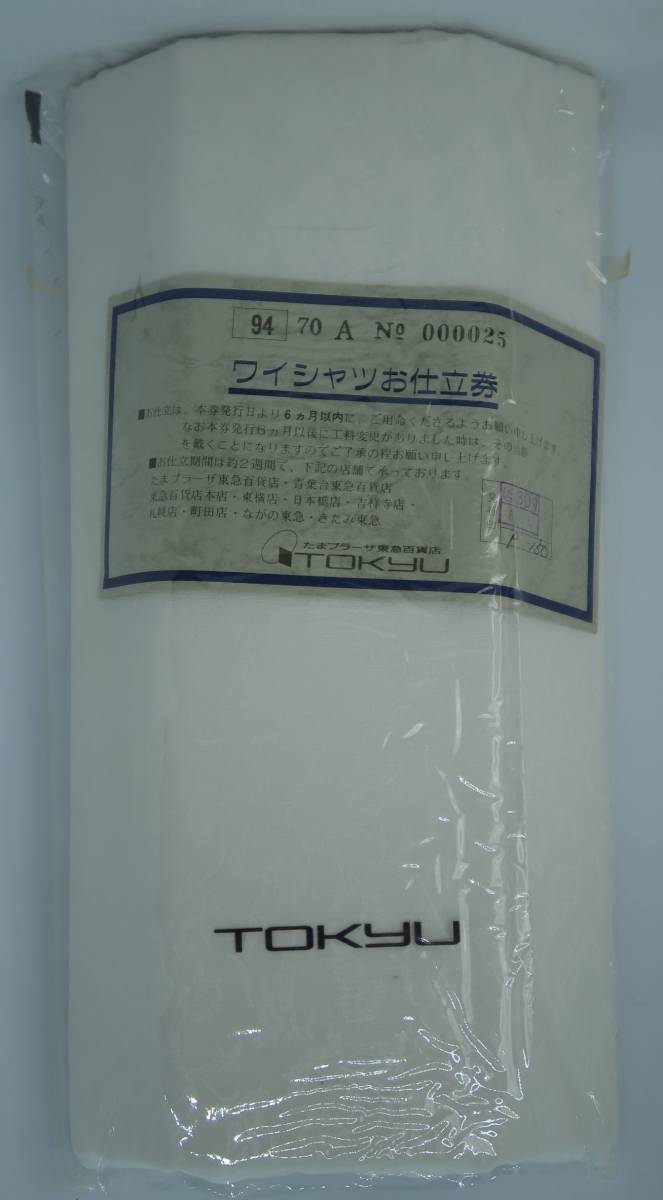 94 70 A № 000025
ワイシャツお仕立券
■お仕立は、本券発行日より6ヵ月以内に、ご用命くださるようお願い申し上げます。
なお本券発行6ヵ月以後に工料変更がありました時は、その差額
を戴くことになりますのでご了承の程お願い申し上げます。
■お仕立期間は約2週間で、下記の店舗で承っております。
たまプラーザ東急百貨店・青葉台東急百貨店
東急百貨店本店・東横店・日本橋店・吉祥寺店・
札幌店・町田店・ながの東急・きたみ東急
たまプラーザ東急百貨店
TOKYU
TOKYU